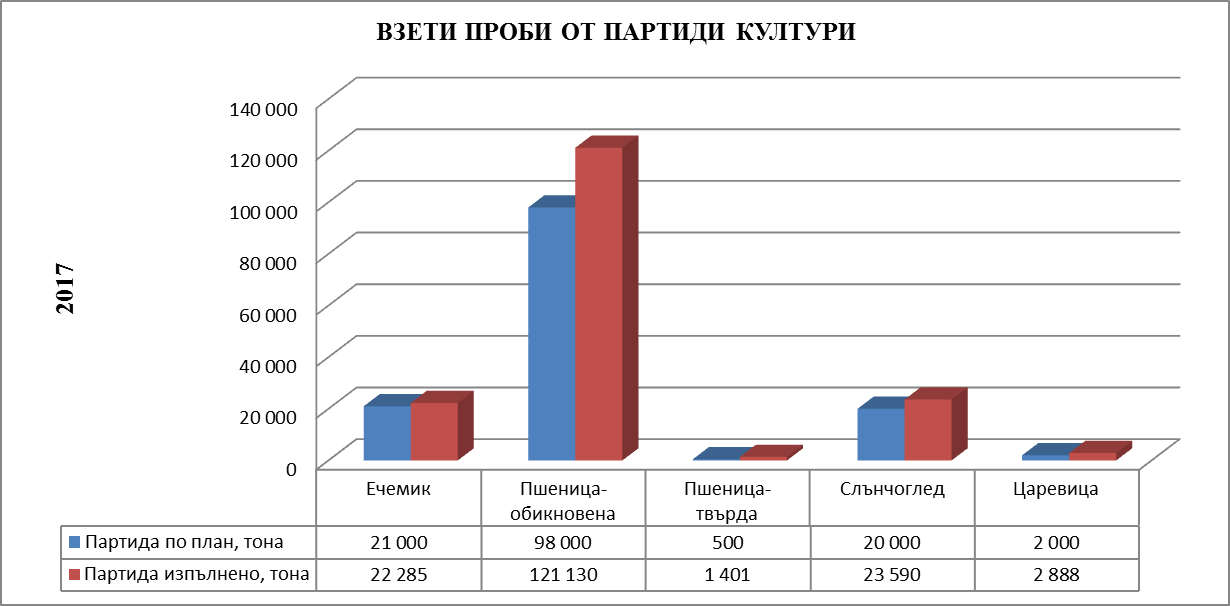 ВЗЕТИ ПРОБИ ОТ ПАРТИДИ КУЛТУРИ
2017
140 000
120 000
100 000
80 000
60 000
40 000
20 000
0
Ечемик Пшеница-обикновена Пшеница-твърда Слънчоглед Царевица
Партида по план, тона 21 000 98 000 500 20 000 2 000
Партида изпълнено, тона 22 285 121 130 1 401 23 590 2 888